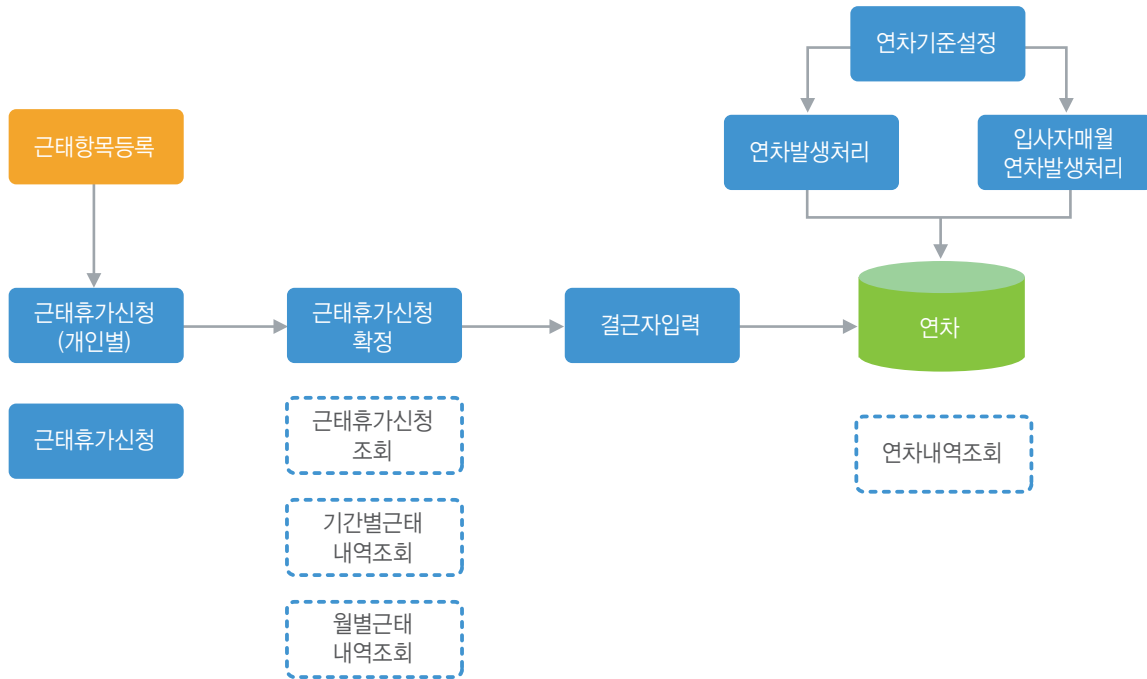 연차기준설정
근태항목등록
연차발생처리
입사자매월
연차발생처리
근태휴가신청
(개인별)
근태휴가신청
확정
결근자입력
연차
근태휴가신청
근태휴가신청
조회
연차내역조회
기간별근태
내역조회
월별근태
내역조회